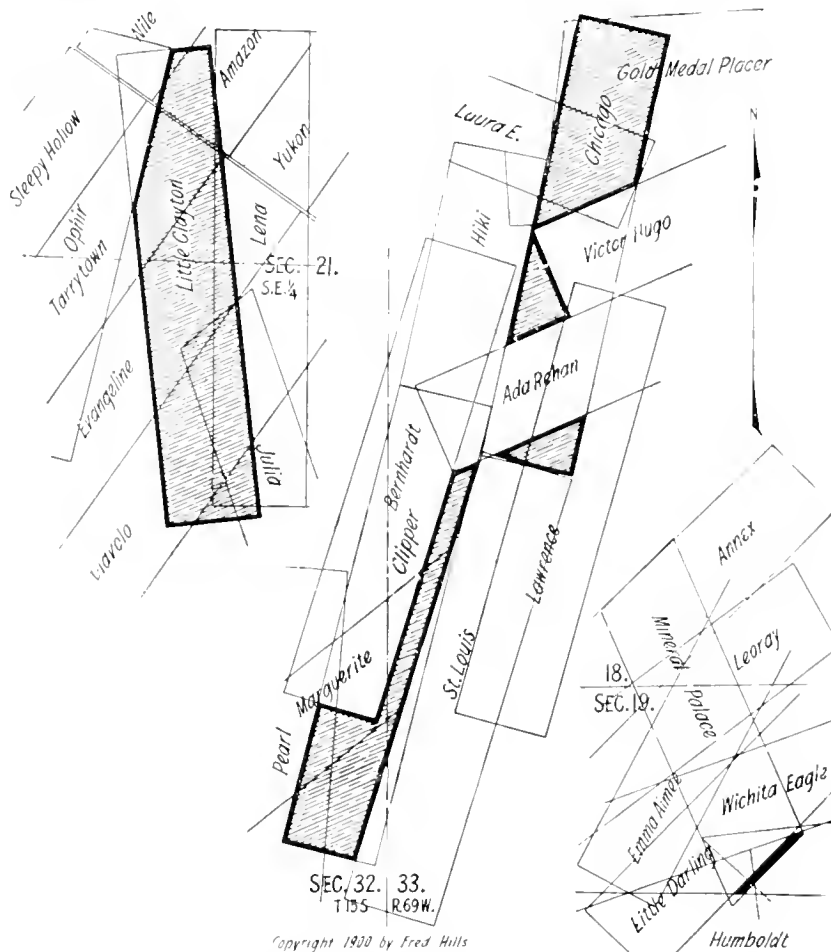 Nile
Amazon
Sleepy Hollow
Yukon
Ophir
Little Clayton
Lena
Tarrytown
SEC. 21.
S.E.¼
Evangeline
Julia
Gold Medal Placer
Chicago
Laura E.
N
Hiki
Victor Hugo
Ada Rehan
Bernhardt
Clipper
Lawrence
St. Louis
Marguerite
Pearl
SEC. 32. 33.
T 15 S R.69W.
Annex
Mineral Palace
Leoray
18.
SEC. 19.
Emma Aimee
Wichita Eagle
Little Darling
Humboldt
Copyright 1900 by Fred Hills